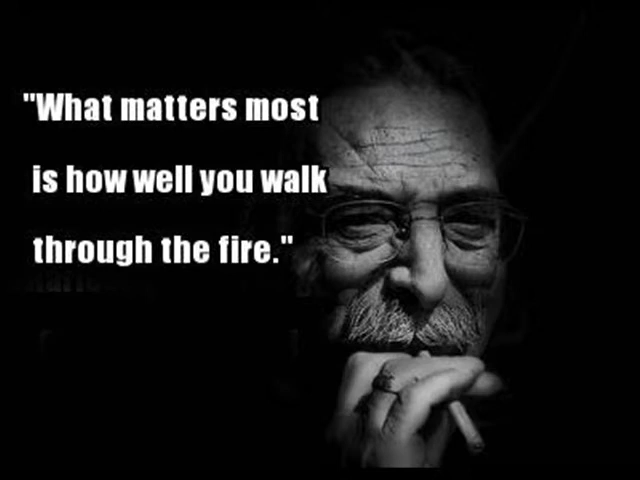 "What matters most
is how well you walk
through the fire."